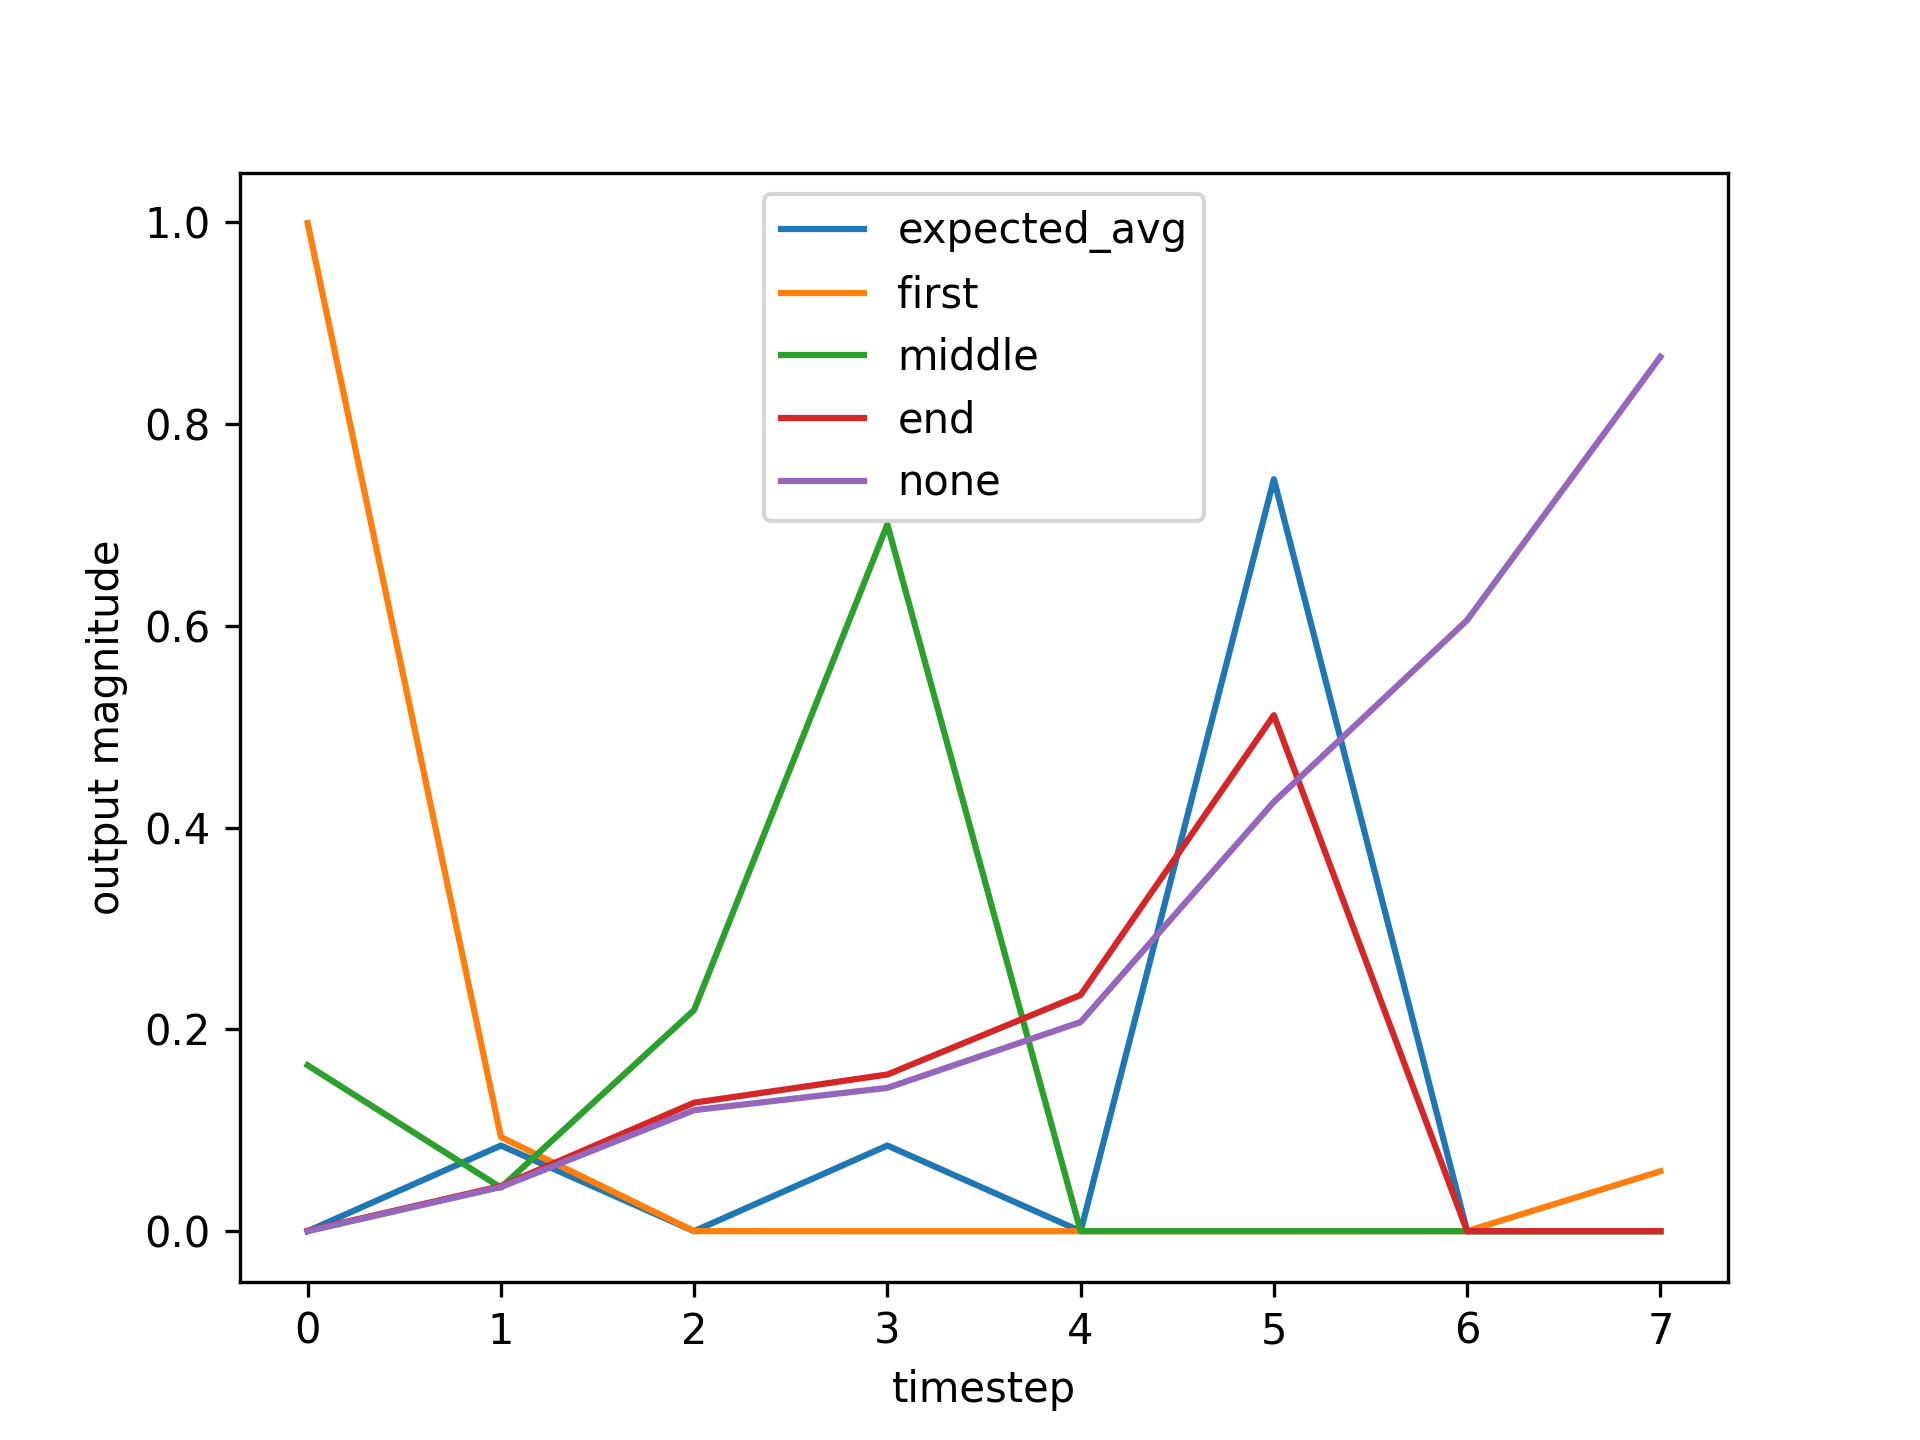 expected_avg
first
middle
end
none
1.0
0.8
0.6
0.4
0.2
0.0
output magnitude
0 1 2 3 4 5 6 7
timestep